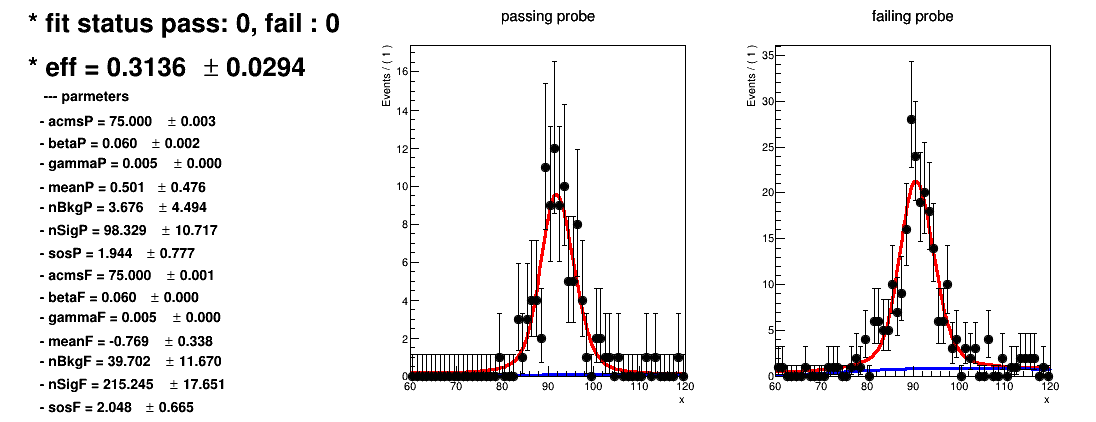 * fit status pass: 0, fail : 0
* eff = 0.3136 ± 0.0294
--- parmeters
- acmsP = 75.000 ± 0.003
- betaP = 0.060 ± 0.002
- gammaP = 0.005 ± 0.000
- meanP = 0.501 ± 0.476
- nBkgP = 3.676 ± 4.494
- nSigP = 98.329 ± 10.717
- sosP = 1.944 ± 0.777
- acmsF = 75.000 ± 0.001
- betaF = 0.060 ± 0.000
- gammaF = 0.005 ± 0.000
- meanF = -0.769 ± 0.338
- nBkgF = 39.702 ± 11.670
- nSigF = 215.245 ± 17.651
- sosF = 2.048 ± 0.665
passing probe
Events / ( 1 )
16
14
12
10
8
6
4
2
0
60 70 80 90 100 110 120
x
failing probe
Events / ( 1 )
35
30
25
20
15
10
5
0
60 70 80 90 100 110 120
x